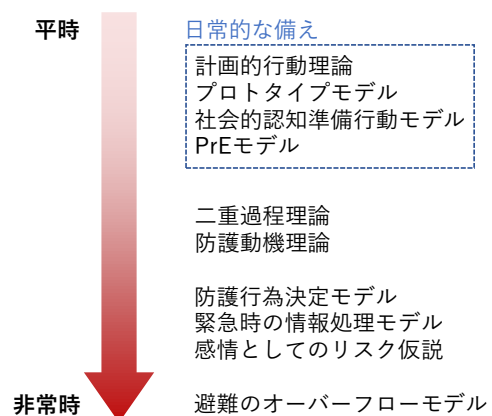 平時
日常的な備え
計画的行動理論
プロトタイプモデル
社会的認知準備行動モデル
PrEモデル
二重過程理論
防護動機理論
防護行為決定モデル
緊急時の情報処理モデル
感情としてのリスク仮説
非常時
避難のオーバーフローモデル